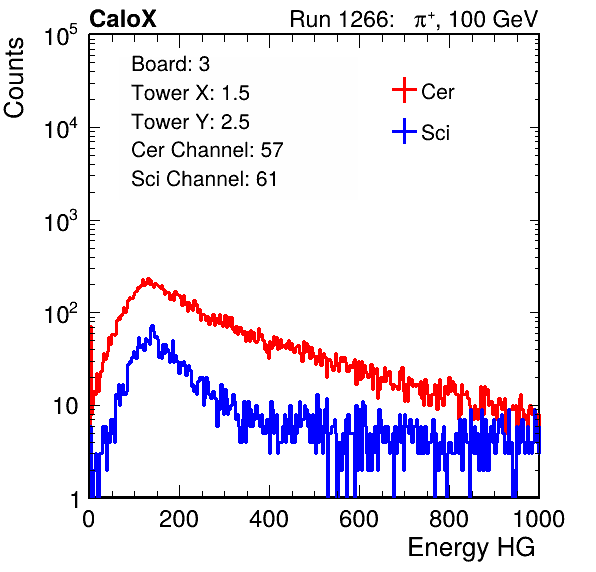 CaloX Run 1266: π⁺, 100 GeV
Counts
10⁵
10⁴
10³
10²
10
1
Board: 3
Tower X: 1.5
Tower Y: 2.5
Cer Channel: 57
Sci Channel: 61
Cer
Sci
0 200 400 600 800 1000
Energy HG